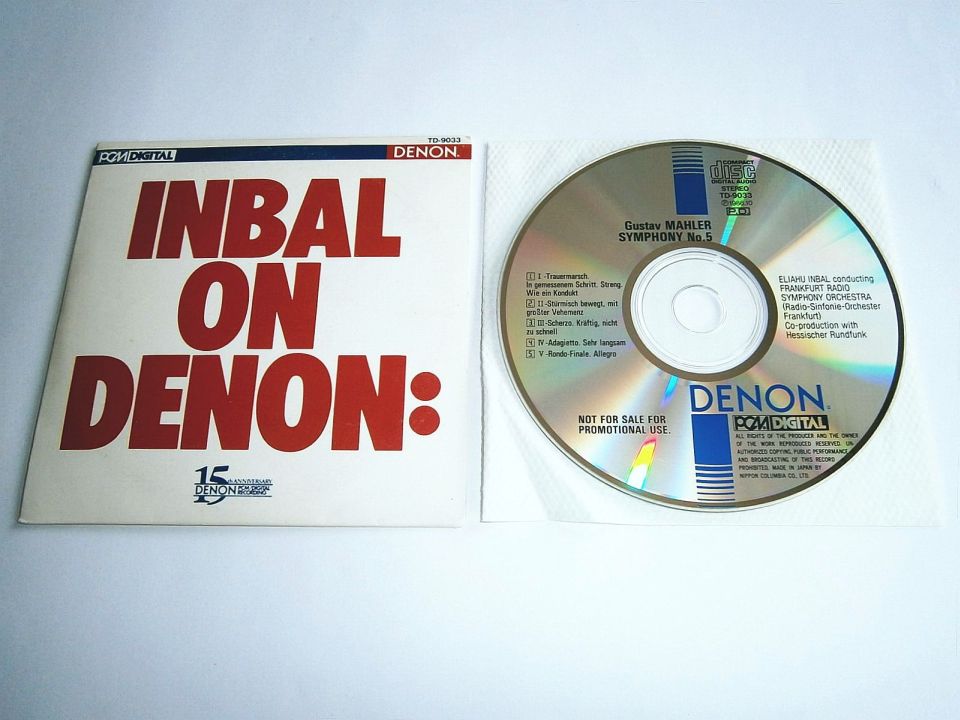 TD-9033
PCM DIGITAL
DENON
INBAL
ON
DENON:
15th ANNIVERSARY
DENON PCM/DIGITAL
RECORDING
COMPACT
disc
DIGITAL AUDIO
STEREO
TD-9033
Ⓟ1986,10
P.D
Gustav MAHLER
SYMPHONY No.5
1 I -Trauermarsch.
In gemessenem Schritt. Streng.
Wie ein Kondukt
2 II-Stürmisch bewegt, mit
großter Vehemenz
3 III-Scherzo. Kräftig, nicht
zu schnell
4 IV-Adagietto. Sehr langsam
5 V -Rondo-Finale. Allegro
ELIAHU INBAL conducting
FRANKFURT RADIO
SYMPHONY ORCHESTRA
(Radio-Sinfonie-Orchester
Frankfurt)
Co-production with
Hessischer Rundfunk
NOT FOR SALE FOR
PROMOTIONAL USE.
DENON
PCM DIGITAL
ALL RIGHTS OF THE PRODUCER AND THE OWNER
OF THE WORK REPRODUCED RESERVED. UN-
AUTHORIZED COPYING, PUBLIC PERFORMANCE
AND BROADCASTING OF THIS RECORD
PROHIBITED. MADE IN JAPAN BY
NIPPON COLUMBIA CO., LTD.